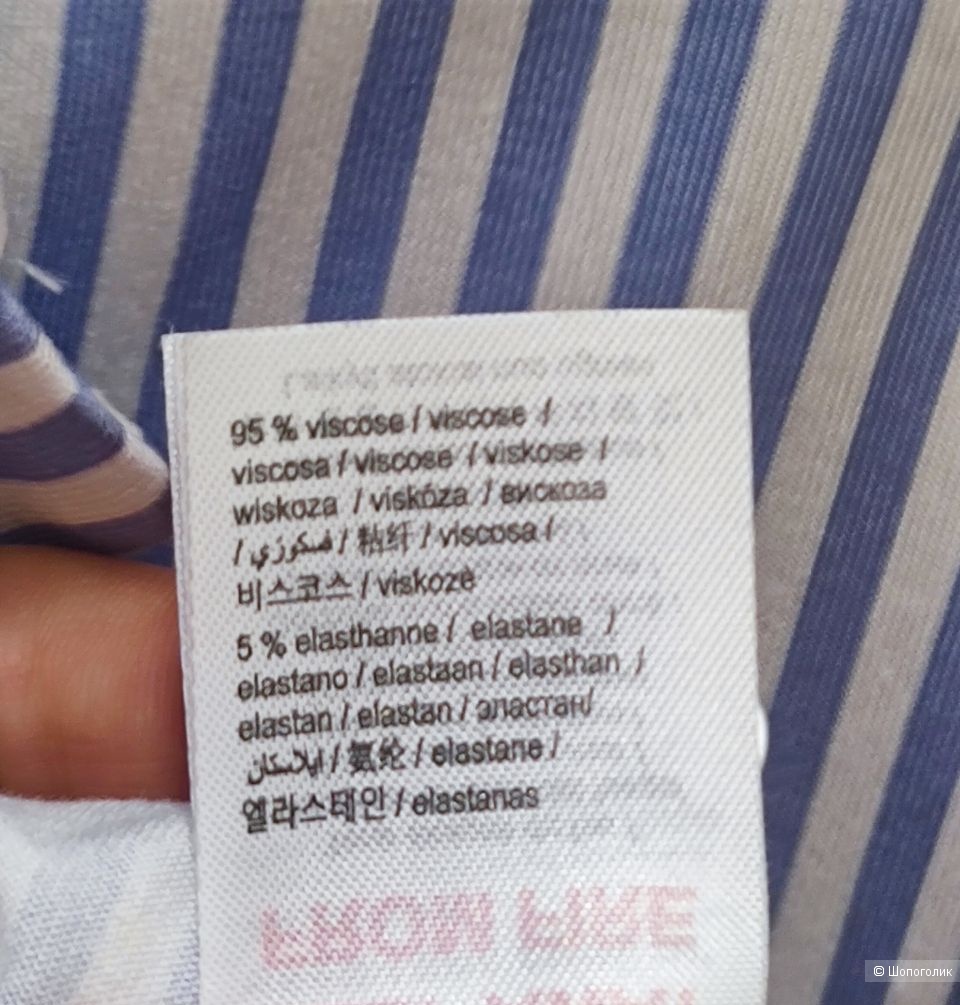 95 % viscose / viscose /
viscosa / viscose / viskose /
wiskoza / viskóza / вискоза
/ فسكوزي / 粘纤 / viscosa /
비스코스 / viskozė
5 % elasthanne / elastane /
elastano / elastaan / elasthan /
elastan / elastan / эластан/
ايلاستان / 氨纶 / elastane /
엘라스테인 / elastanas
© Шопоголик